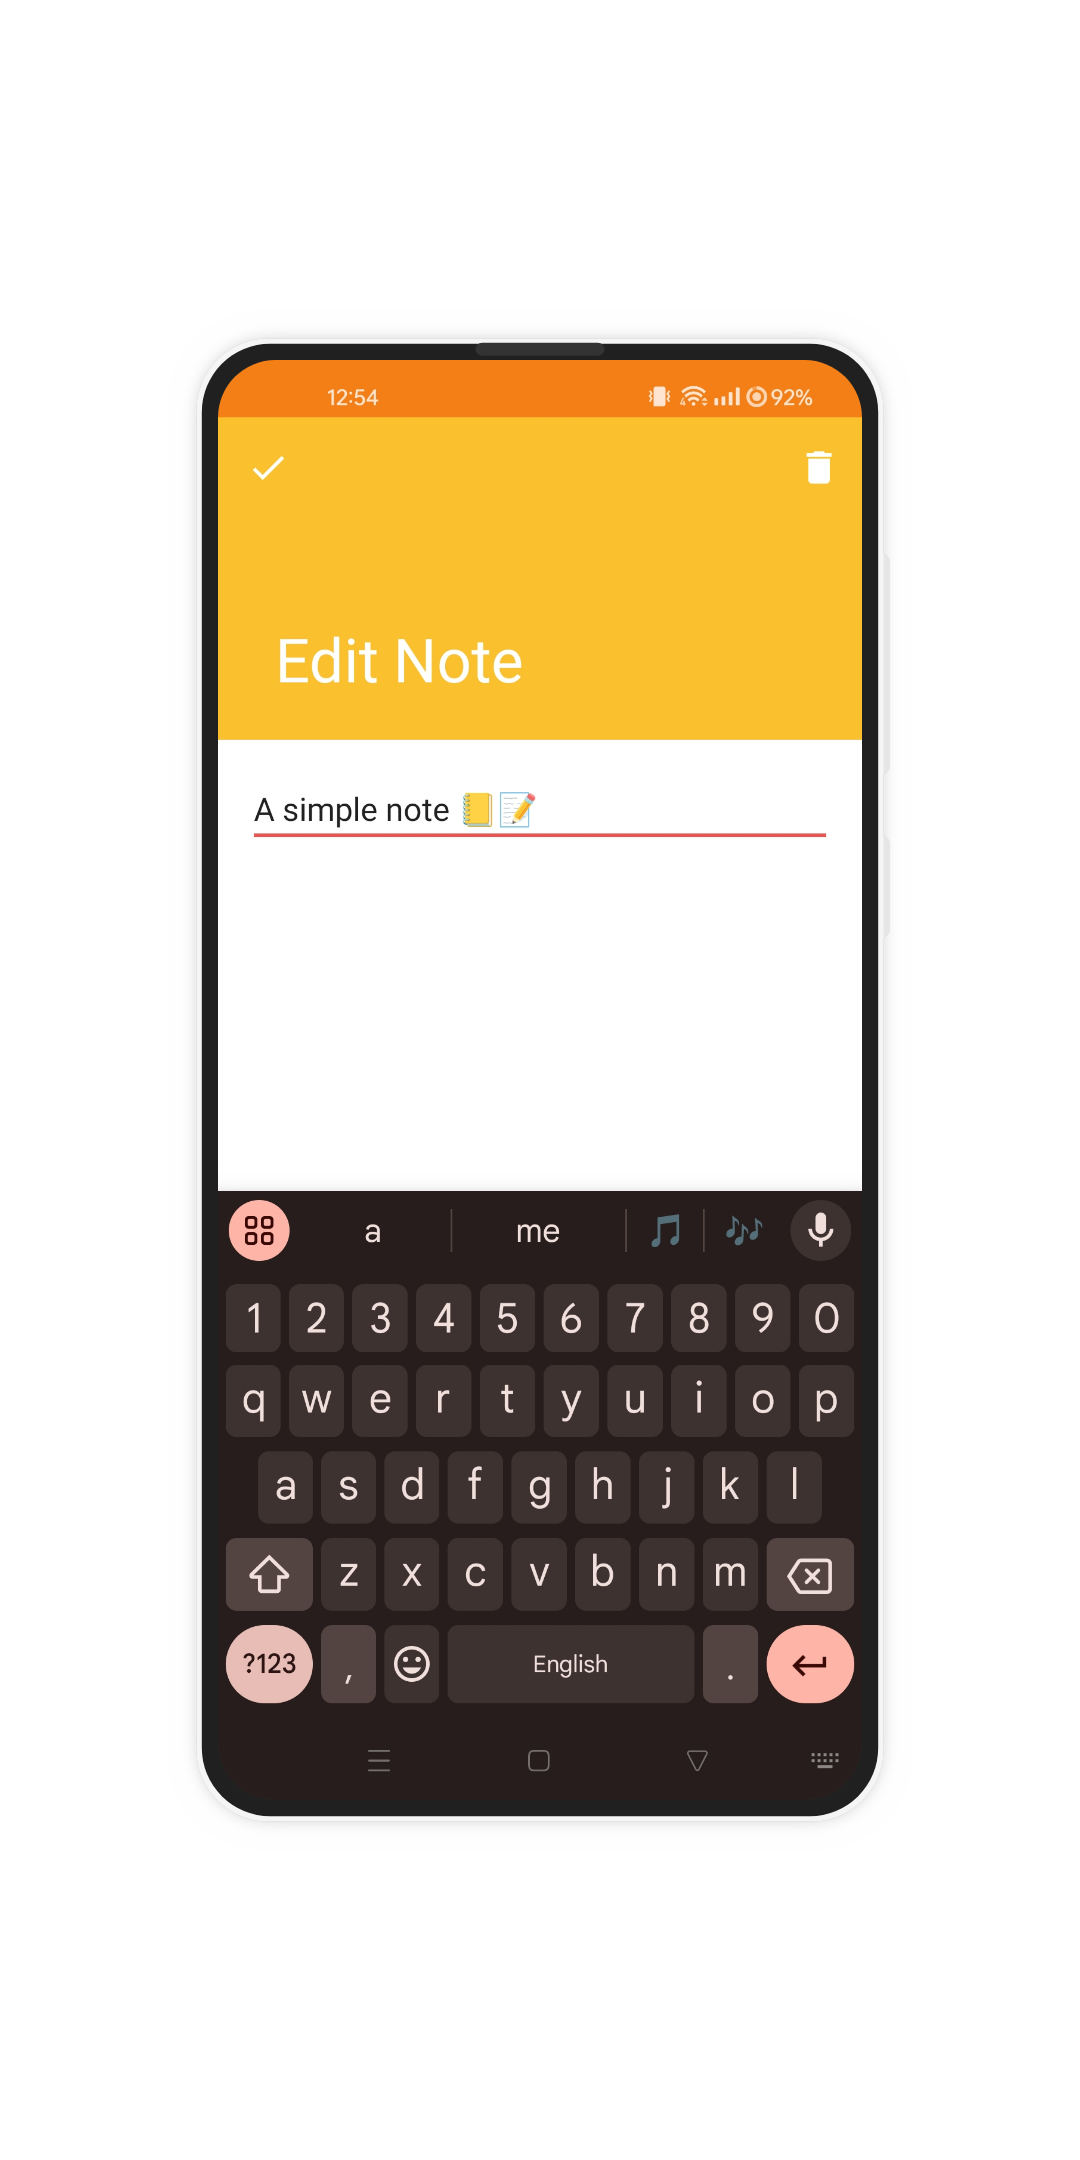 12:54 92%
Edit Note
A simple note 📒📝
a me 🎵 🎶
1 2 3 4 5 6 7 8 9 0
q w e r t y u i o p
a s d f g h j k l
z x c v b n m
?123 , English .